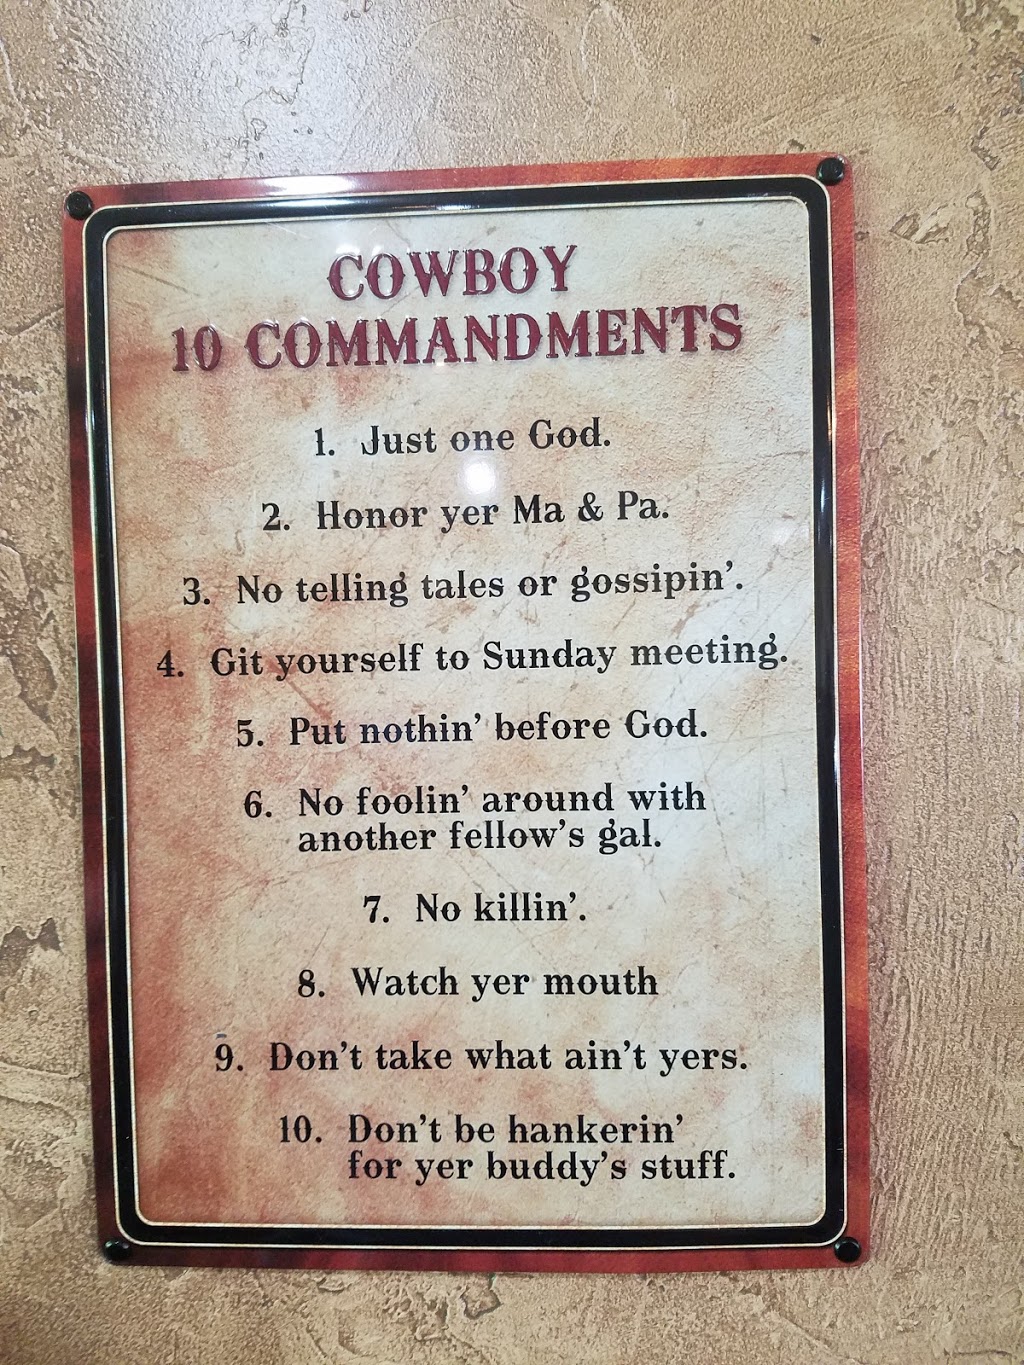 COWBOY
10 COMMANDMENTS
1. Just one God.
2. Honor yer Ma & Pa.
3. No telling tales or gossipin'.
4. Git yourself to Sunday meeting.
5. Put nothin' before God.
6. No foolin' around with
another fellow's gal.
7. No killin'.
8. Watch yer mouth
9. Don't take what ain't yers.
10. Don't be hankerin'
for yer buddy's stuff.